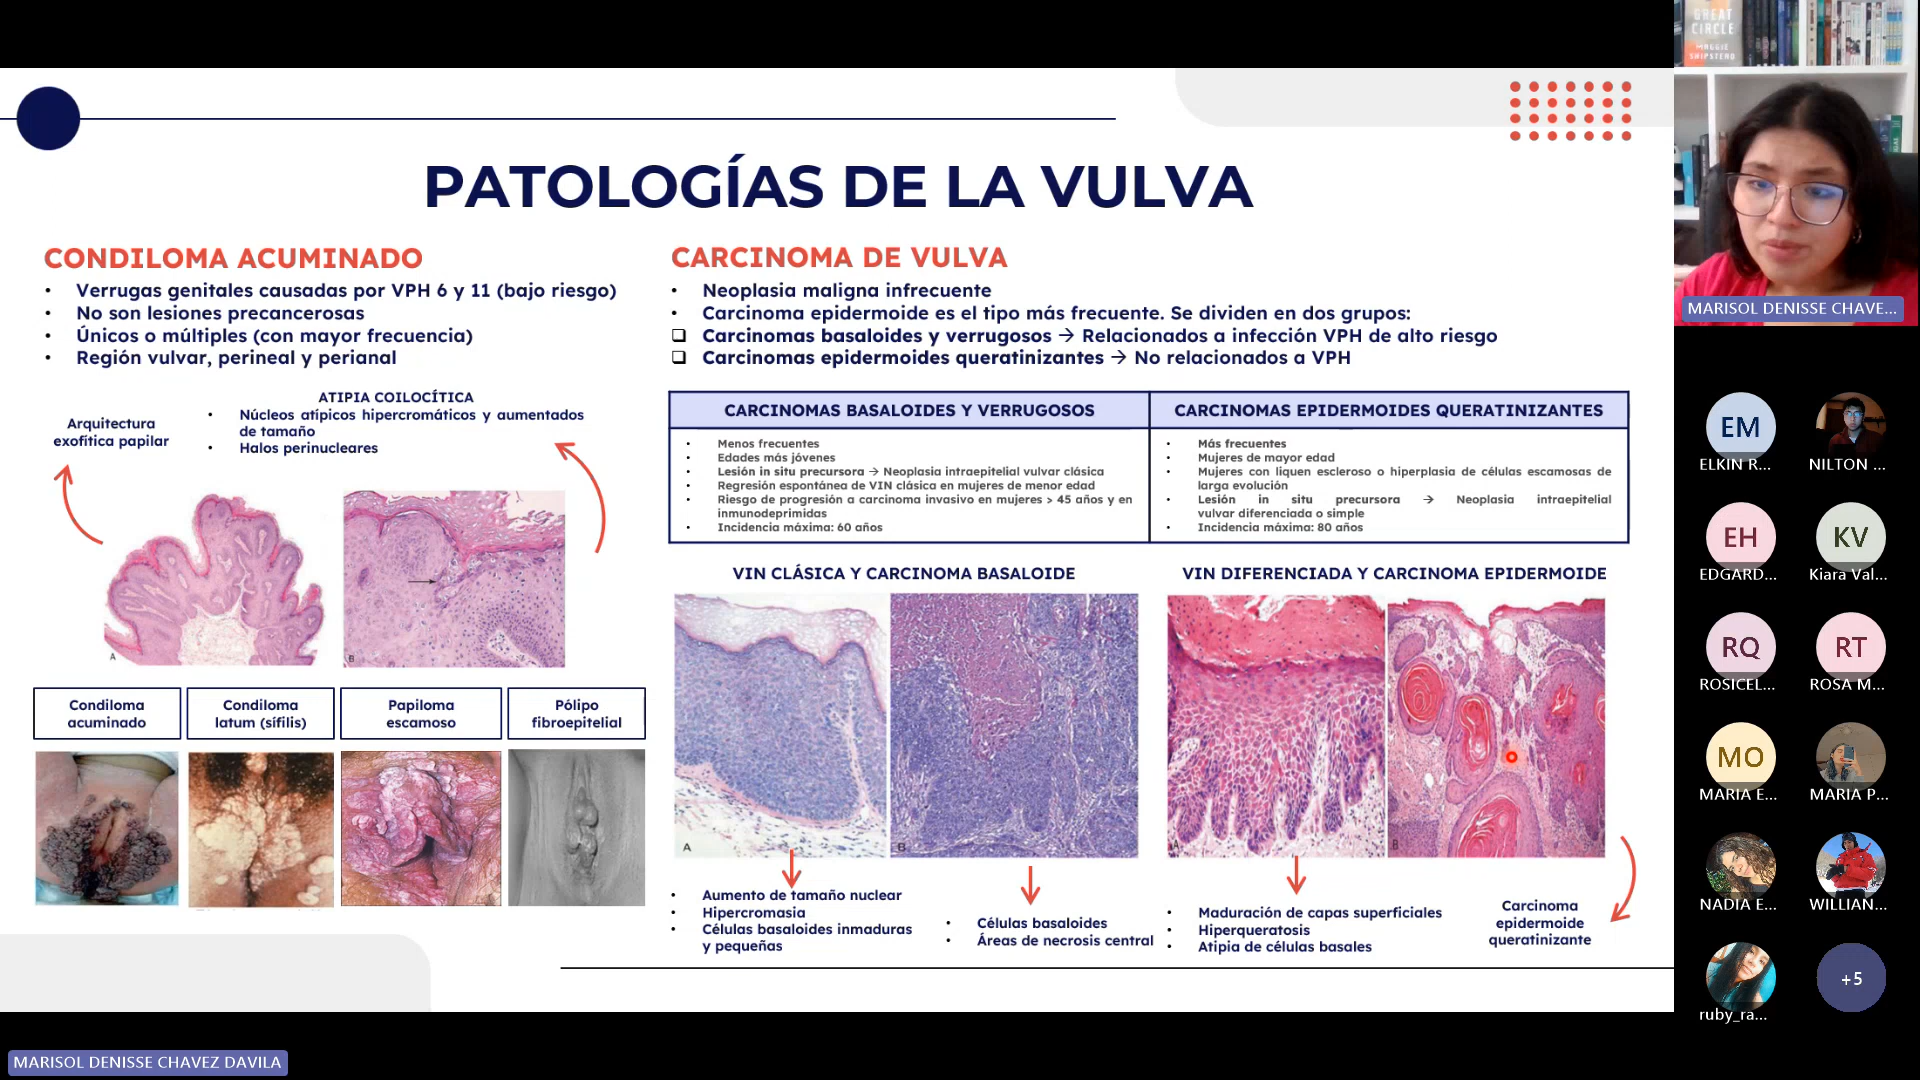 PATOLOGÍAS DE LA VULVA
CONDILOMA ACUMINADO
• Verrugas genitales causadas por VPH 6 y 11 (bajo riesgo)
• No son lesiones precancerosas
• Únicos o múltiples (con mayor frecuencia)
• Región vulvar, perineal y perianal
Arquitectura
exofítica papilar
ATIPIA COILOCÍTICA
• Núcleos atípicos hipercromáticos y aumentados
de tamaño
• Halos perinucleares
A
B
Condiloma
acuminado
Condiloma
latum (sífilis)
Papiloma
escamoso
Pólipo
fibroepitelial
CARCINOMA DE VULVA
• Neoplasia maligna infrecuente
• Carcinoma epidermoide es el tipo más frecuente. Se dividen en dos grupos:
❑ Carcinomas basaloides y verrugosos → Relacionados a infección VPH de alto riesgo
❑ Carcinomas epidermoides queratinizantes → No relacionados a VPH
CARCINOMAS BASALOIDES Y VERRUGOSOS
• Menos frecuentes
• Edades más jóvenes
• Lesión in situ precursora → Neoplasia intraepitelial vulvar clásica
• Regresión espontánea de VIN clásica en mujeres de menor edad
• Riesgo de progresión a carcinoma invasivo en mujeres > 45 años y en
inmunodeprimidas
• Incidencia máxima: 60 años
CARCINOMAS EPIDERMOIDES QUERATINIZANTES
• Más frecuentes
• Mujeres de mayor edad
• Mujeres con liquen escleroso o hiperplasia de células escamosas de
larga evolución
• Lesión in situ precursora → Neoplasia intraepitelial
vulvar diferenciada o simple
• Incidencia máxima: 80 años
VIN CLÁSICA Y CARCINOMA BASALOIDE
A
B
• Aumento de tamaño nuclear
• Hipercromasia
• Células basaloides inmaduras
y pequeñas
• Células basaloides
• Áreas de necrosis central
VIN DIFERENCIADA Y CARCINOMA EPIDERMOIDE
A
B
• Maduración de capas superficiales
• Hiperqueratosis
• Atipia de células basales
Carcinoma
epidermoide
queratinizante
MARISOL DENISSE CHAVEZ DAVILA
GREAT
CIRCLE
MAGGIE
SHIPSTEAD
MARISOL DENISSE CHAVE...
EM
ELKIN R...
NILTON ...
EH
EDGARD...
KV
Kiara Val...
RQ
ROSICEL...
RT
ROSA M...
MO
MARIA E...
MARIA P...
NADIA E...
WILLIAN...
ruby_ra...
+5